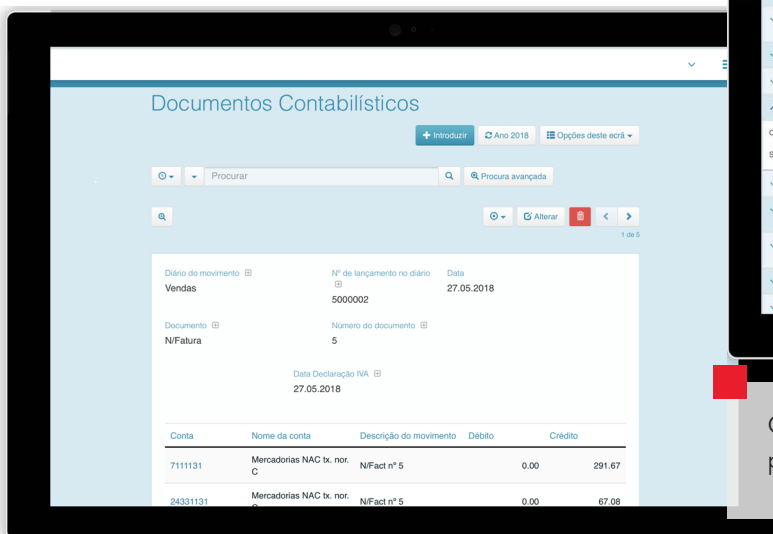 Documentos Contabilísticos
Introduzir Ano 2018 Opções deste ecrã
Procurar Procura avançada
Alterar
1 de 5
Diário do movimento Nº de lançamento no diário Data
Vendas 5000002 27.05.2018
Documento Número do documento
N/Fatura 5
Data Declaração IVA
27.05.2018
Conta Nome da conta Descrição do movimento Débito Crédito
7111131 Mercadorias NAC tx. nor. C N/Fact nº 5 0.00 291.67
24331131 Mercadorias NAC tx. nor. N/Fact nº 5 0.00 67.08